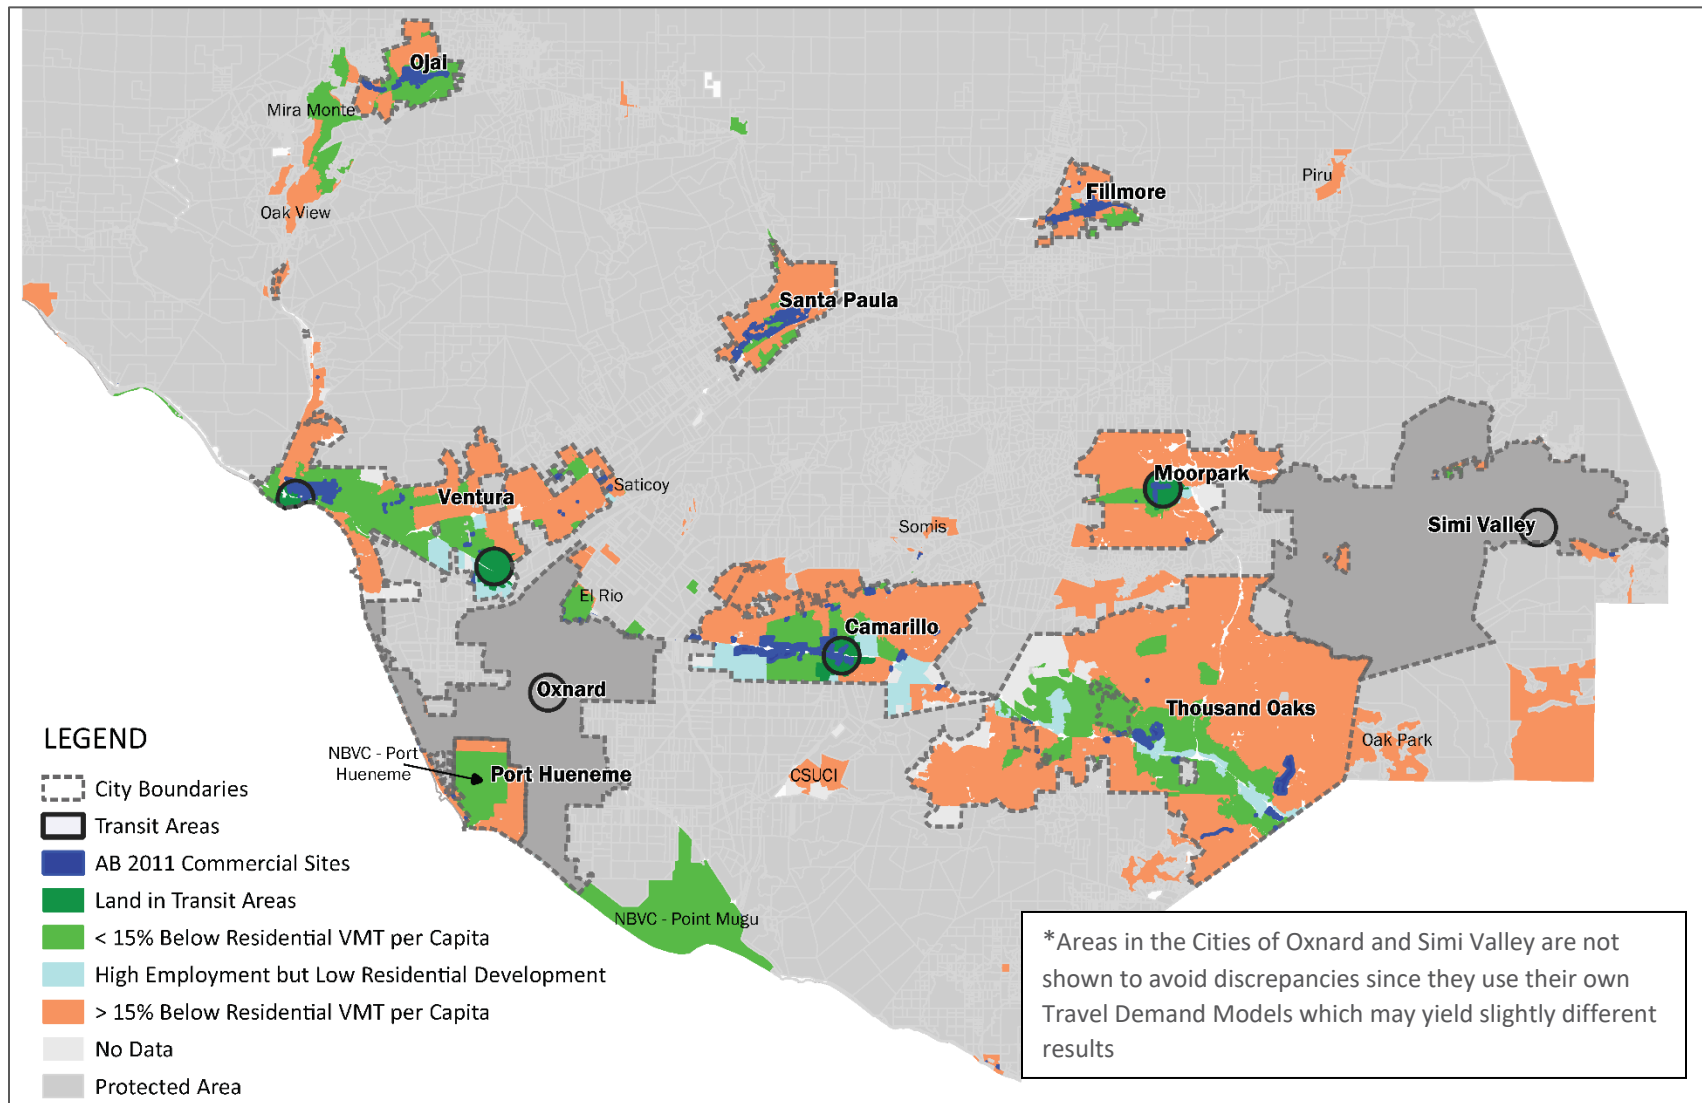 Ojai
Mira Monte
Oak View
Fillmore
Piru
Santa Paula
Ventura
Saticoy
Moorpark
Simi Valley
Somis
El Rio
Camarillo
Oxnard
Thousand Oaks
Oak Park
NBVC - Port
Hueneme
Port Hueneme
CSUCI
NBVC - Point Mugu
LEGEND
City Boundaries
Transit Areas
AB 2011 Commercial Sites
Land in Transit Areas
< 15% Below Residential VMT per Capita
High Employment but Low Residential Development
> 15% Below Residential VMT per Capita
No Data
Protected Area
*Areas in the Cities of Oxnard and Simi Valley are not
shown to avoid discrepancies since they use their own
Travel Demand Models which may yield slightly different
results